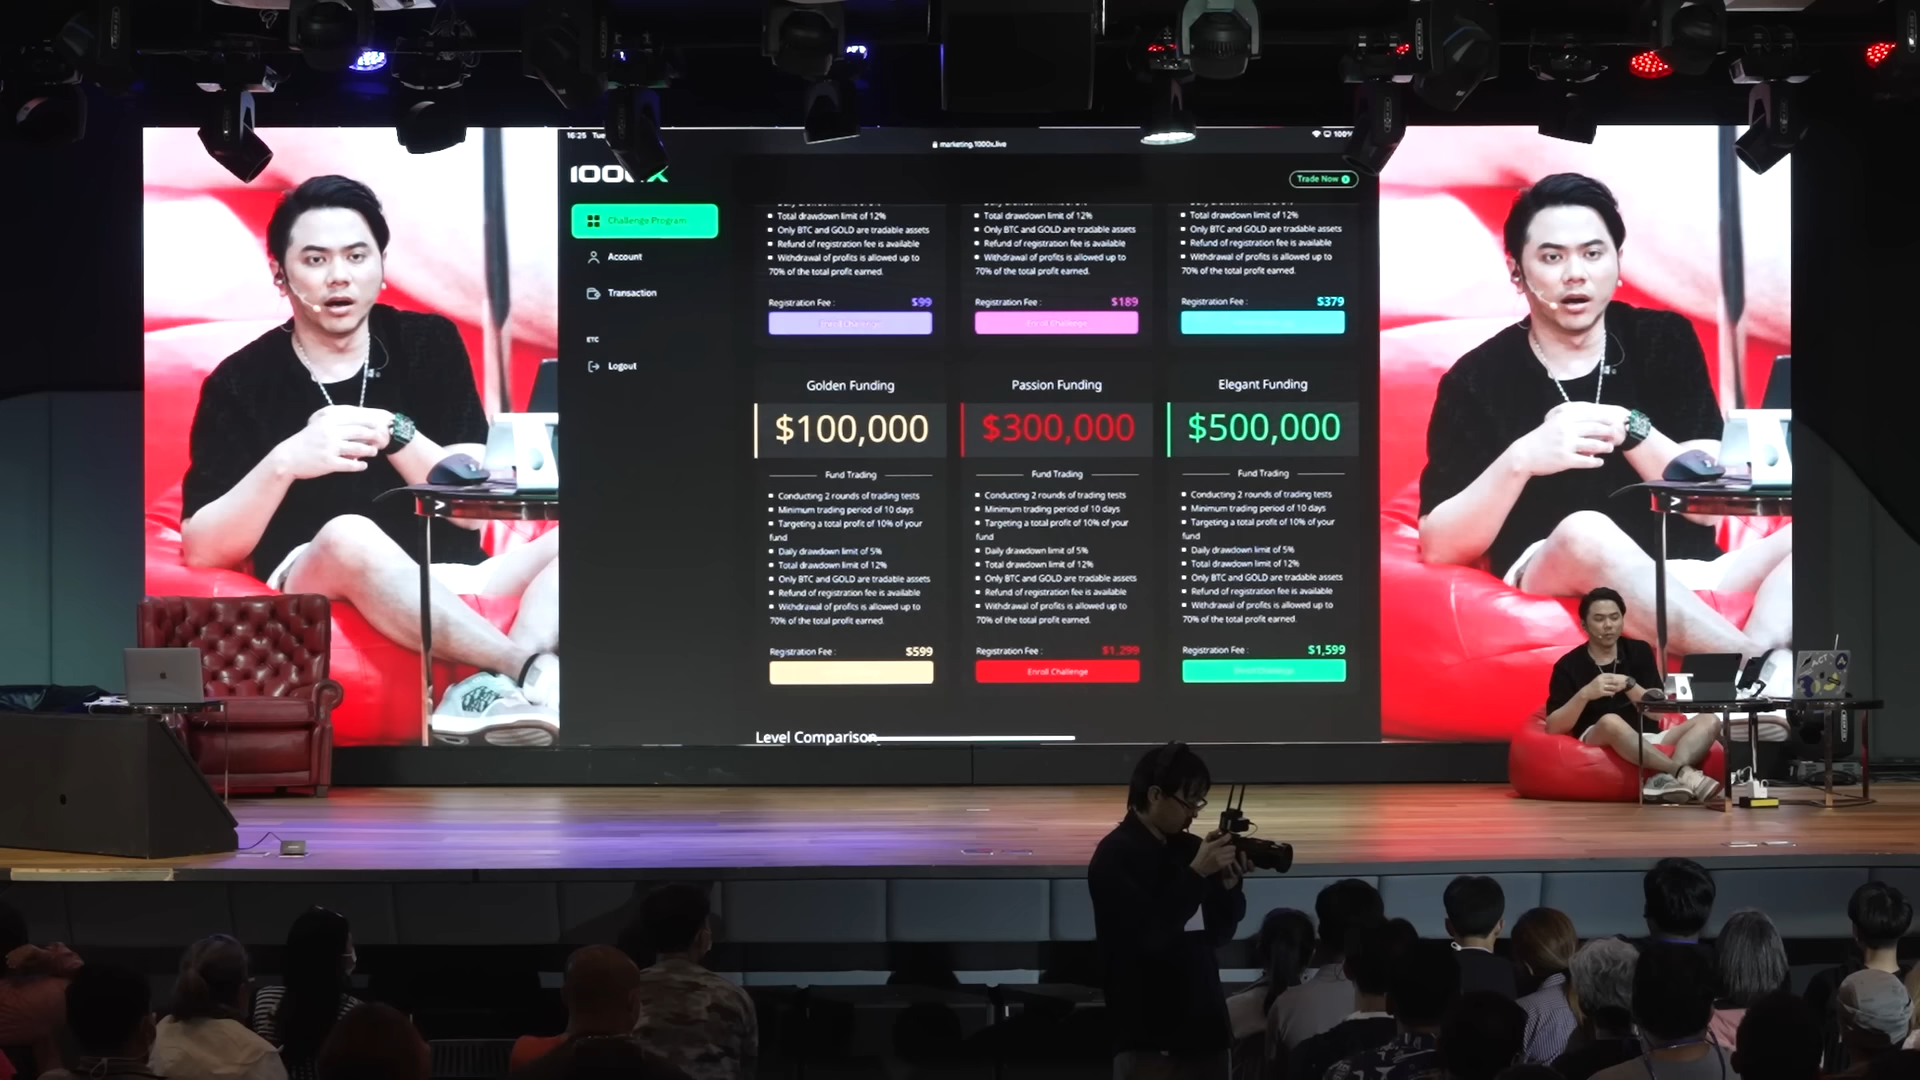 16:25 Tue
100%
marketing.1000x.live
Trade Now
Challenge Program
Account
Transaction
ETC
Logout
Total drawdown limit of 12%
Only BTC and GOLD are tradable assets
Refund of registration fee is available
Withdrawal of profits is allowed up to
70% of the total profit earned.
Registration Fee : $99
Enroll Challenge
Total drawdown limit of 12%
Only BTC and GOLD are tradable assets
Refund of registration fee is available
Withdrawal of profits is allowed up to
70% of the total profit earned.
Registration Fee : $189
Enroll Challenge
Total drawdown limit of 12%
Only BTC and GOLD are tradable assets
Refund of registration fee is available
Withdrawal of profits is allowed up to
70% of the total profit earned.
Registration Fee : $379
Golden Funding
$100,000
Fund Trading
Conducting 2 rounds of trading tests
Minimum trading period of 10 days
Targeting a total profit of 10% of your
fund
Daily drawdown limit of 5%
Total drawdown limit of 12%
Only BTC and GOLD are tradable assets
Refund of registration fee is available
Withdrawal of profits is allowed up to
70% of the total profit earned.
Registration Fee : $599
Passion Funding
$300,000
Fund Trading
Conducting 2 rounds of trading tests
Minimum trading period of 10 days
Targeting a total profit of 10% of your
fund
Daily drawdown limit of 5%
Total drawdown limit of 12%
Only BTC and GOLD are tradable assets
Refund of registration fee is available
Withdrawal of profits is allowed up to
70% of the total profit earned.
Registration Fee : $1,299
Enroll Challenge
Elegant Funding
$500,000
Fund Trading
Conducting 2 rounds of trading tests
Minimum trading period of 10 days
Targeting a total profit of 10% of your
fund
Daily drawdown limit of 5%
Total drawdown limit of 12%
Only BTC and GOLD are tradable assets
Refund of registration fee is available
Withdrawal of profits is allowed up to
70% of the total profit earned.
Registration Fee : $1,599
Enroll Challenge
Level Comparison